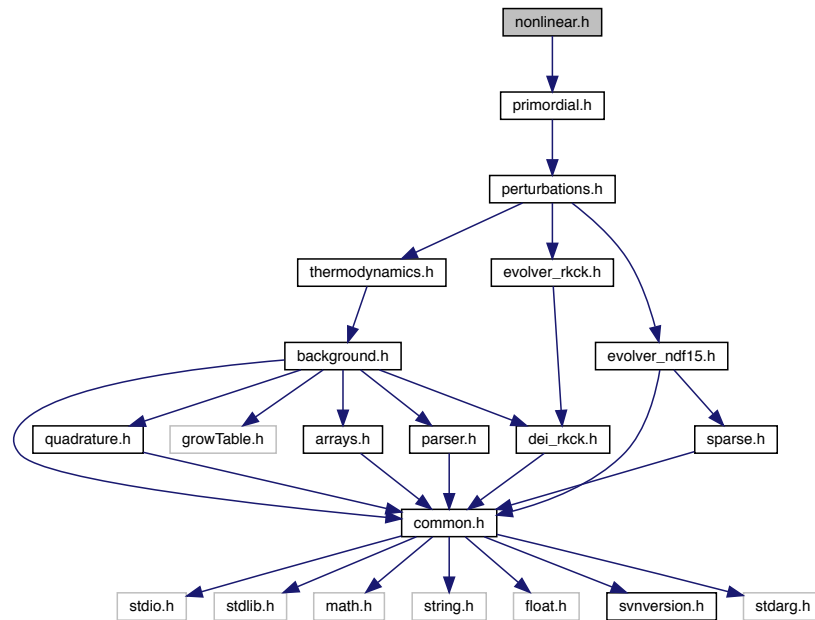 nonlinear.h
primordial.h
perturbations.h
thermodynamics.h
evolver_rkck.h
background.h
evolver_ndf15.h
quadrature.h
growTable.h
arrays.h
parser.h
dei_rkck.h
sparse.h
common.h
stdio.h
stdlib.h
math.h
string.h
float.h
svnversion.h
stdarg.h